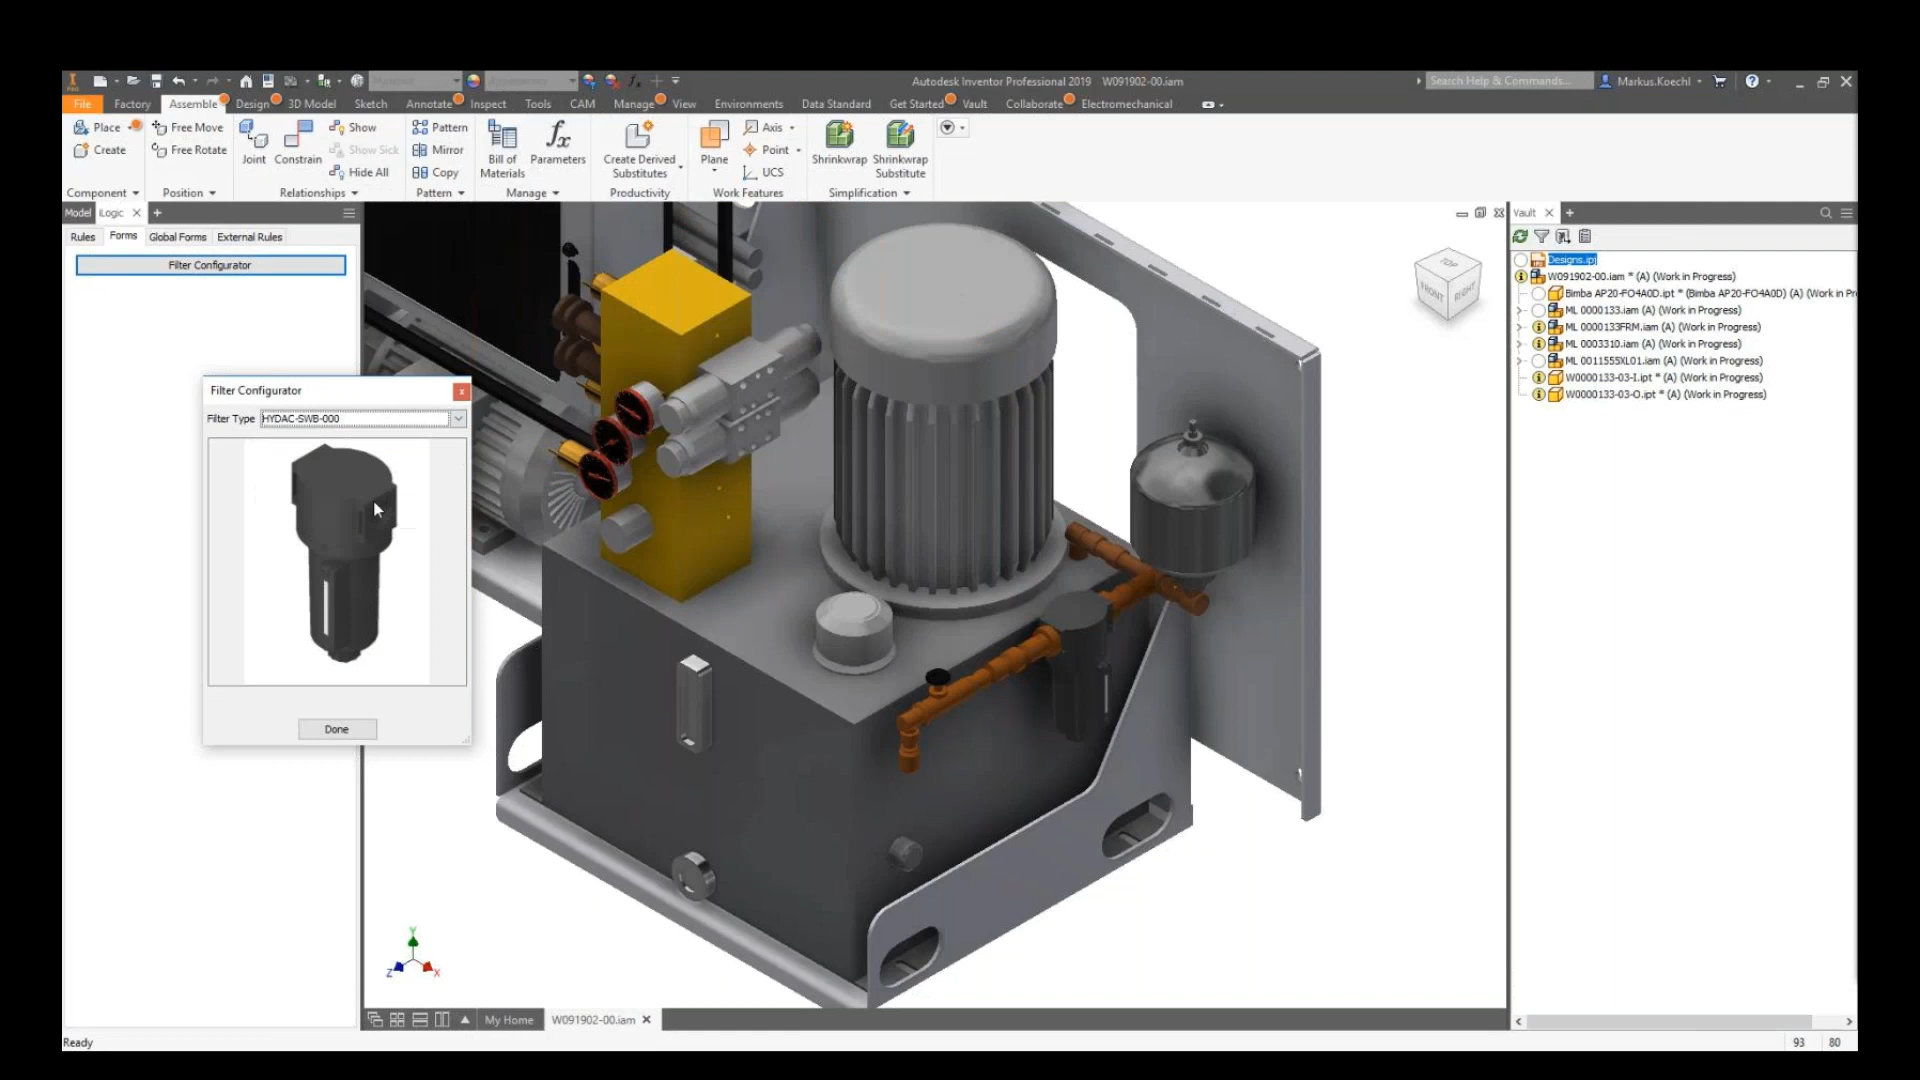 Autodesk Inventor Professional 2019 W091902-00.iam
Search Help & Commands...
Markus.Koechl
File Factory Assemble Design 3D Model Sketch Annotate Inspect Tools CAM Manage View Environments Data Standard Get Started Vault Collaborate Electromechanical
Place
Create
Component
Free Move
Free Rotate
Position
Joint
Constrain
Show
Show Sick
Hide All
Relationships
Pattern
Mirror
Copy
Pattern
Bill of
Materials
Parameters
Manage
Create Derived
Substitutes
Productivity
Plane
Axis
Point
UCS
Work Features
Shrinkwrap
Shrinkwrap
Substitute
Simplification
Model iLogic
Rules Forms Global Forms External Rules
Filter Configurator
Filter Configurator
Filter Type HYDAC-SWB-000
Done
TOP
FRONT RIGHT
Y
Z X
Vault
Designs.ipj
W091902-00.iam * (A) (Work in Progress)
Bimba AP20-FO4A0D.ipt * (Bimba AP20-FO4A0D) (A) (Work in Pr
ML 0000133.iam (A) (Work in Progress)
ML 0000133FRM.iam (A) (Work in Progress)
ML 0003310.iam (A) (Work in Progress)
ML 0011555XL01.iam (A) (Work in Progress)
W0000133-03-I.ipt * (A) (Work in Progress)
W0000133-03-O.ipt * (A) (Work in Progress)
My Home W091902-00.iam
Ready
93 80